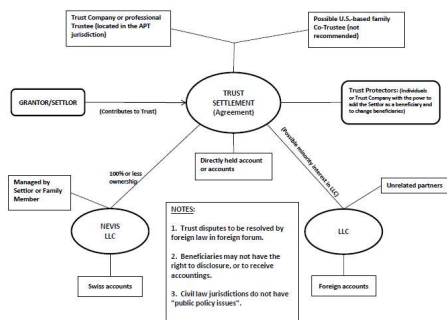 Trust Company or professional
Trustee (located in the APT
jurisdiction)
Possible U.S.-based family
Co-Trustee (not
recommended)
GRANTOR/SETTLOR
(Contributes to Trust)
TRUST
SETTLEMENT
(Agreement)
Trust Protectors: (Individuals
or Trust Company with the powr to
add the Settlor as a beneficiary and
to change beneficiaries)
100% or less
ownership
Directly held account
or accounts
(Possible minority interest in LLC)
Managed by
Settlor or Family
Member
Unrelated partners
NEVIS
LLC
LLC
NOTES:
1. Trust disputes to be resolved by
foreign law in foreign forum.
2. Beneficiaries may not have the
right to disclosure, or to receive
accountings.
3. Civil law jurisdictions do not have
"public policy issues".
Swiss accounts
Foreign accounts